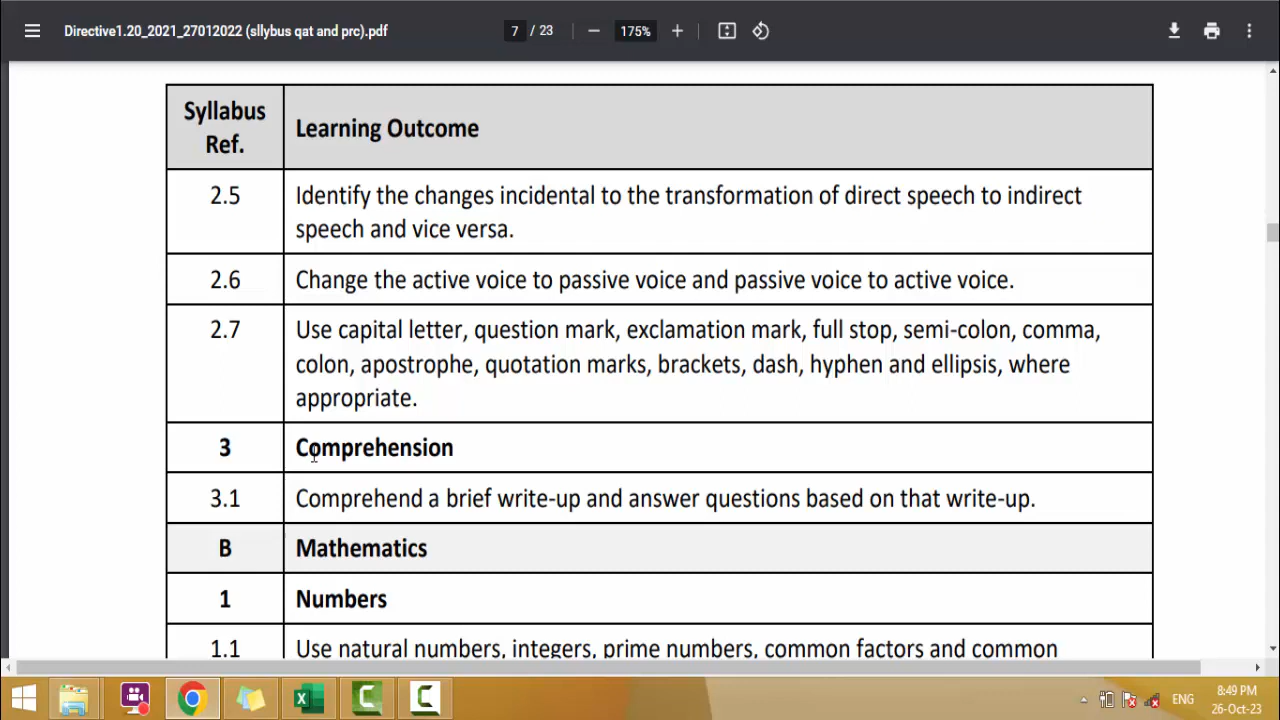 Directive1.20_2021_27012022 (sllybus qat and prc).pdf
7 / 23
175%
Syllabus Ref.
Learning Outcome
2.5
Identify the changes incidental to the transformation of direct speech to indirect
speech and vice versa.
2.6
Change the active voice to passive voice and passive voice to active voice.
2.7
Use capital letter, question mark, exclamation mark, full stop, semi-colon, comma,
colon, apostrophe, quotation marks, brackets, dash, hyphen and ellipsis, where
appropriate.
3
Comprehension
3.1
Comprehend a brief write-up and answer questions based on that write-up.
B
Mathematics
1
Numbers
1.1
Use natural numbers, integers, prime numbers, common factors and common
ENG
8:49 PM
26-Oct-23